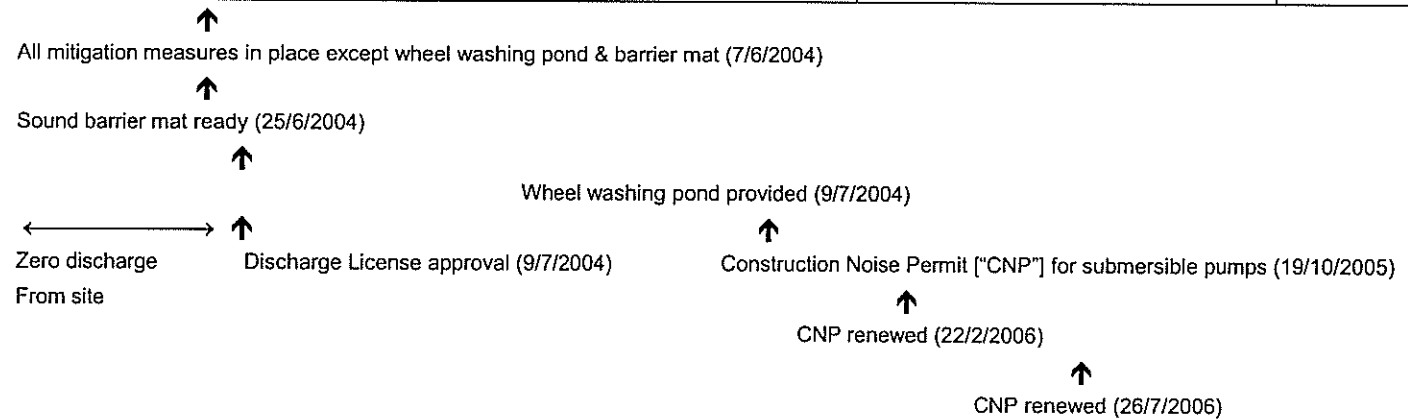 All mitigation measures in place except wheel washing pond & barrier mat (7/6/2004)
Sound barrier mat ready (25/6/2004)
Wheel washing pond provided (9/7/2004)
Zero discharge
From site
Discharge License approval (9/7/2004)
Construction Noise Permit ["CNP"] for submersible pumps (19/10/2005)
CNP renewed (22/2/2006)
CNP renewed (26/7/2006)